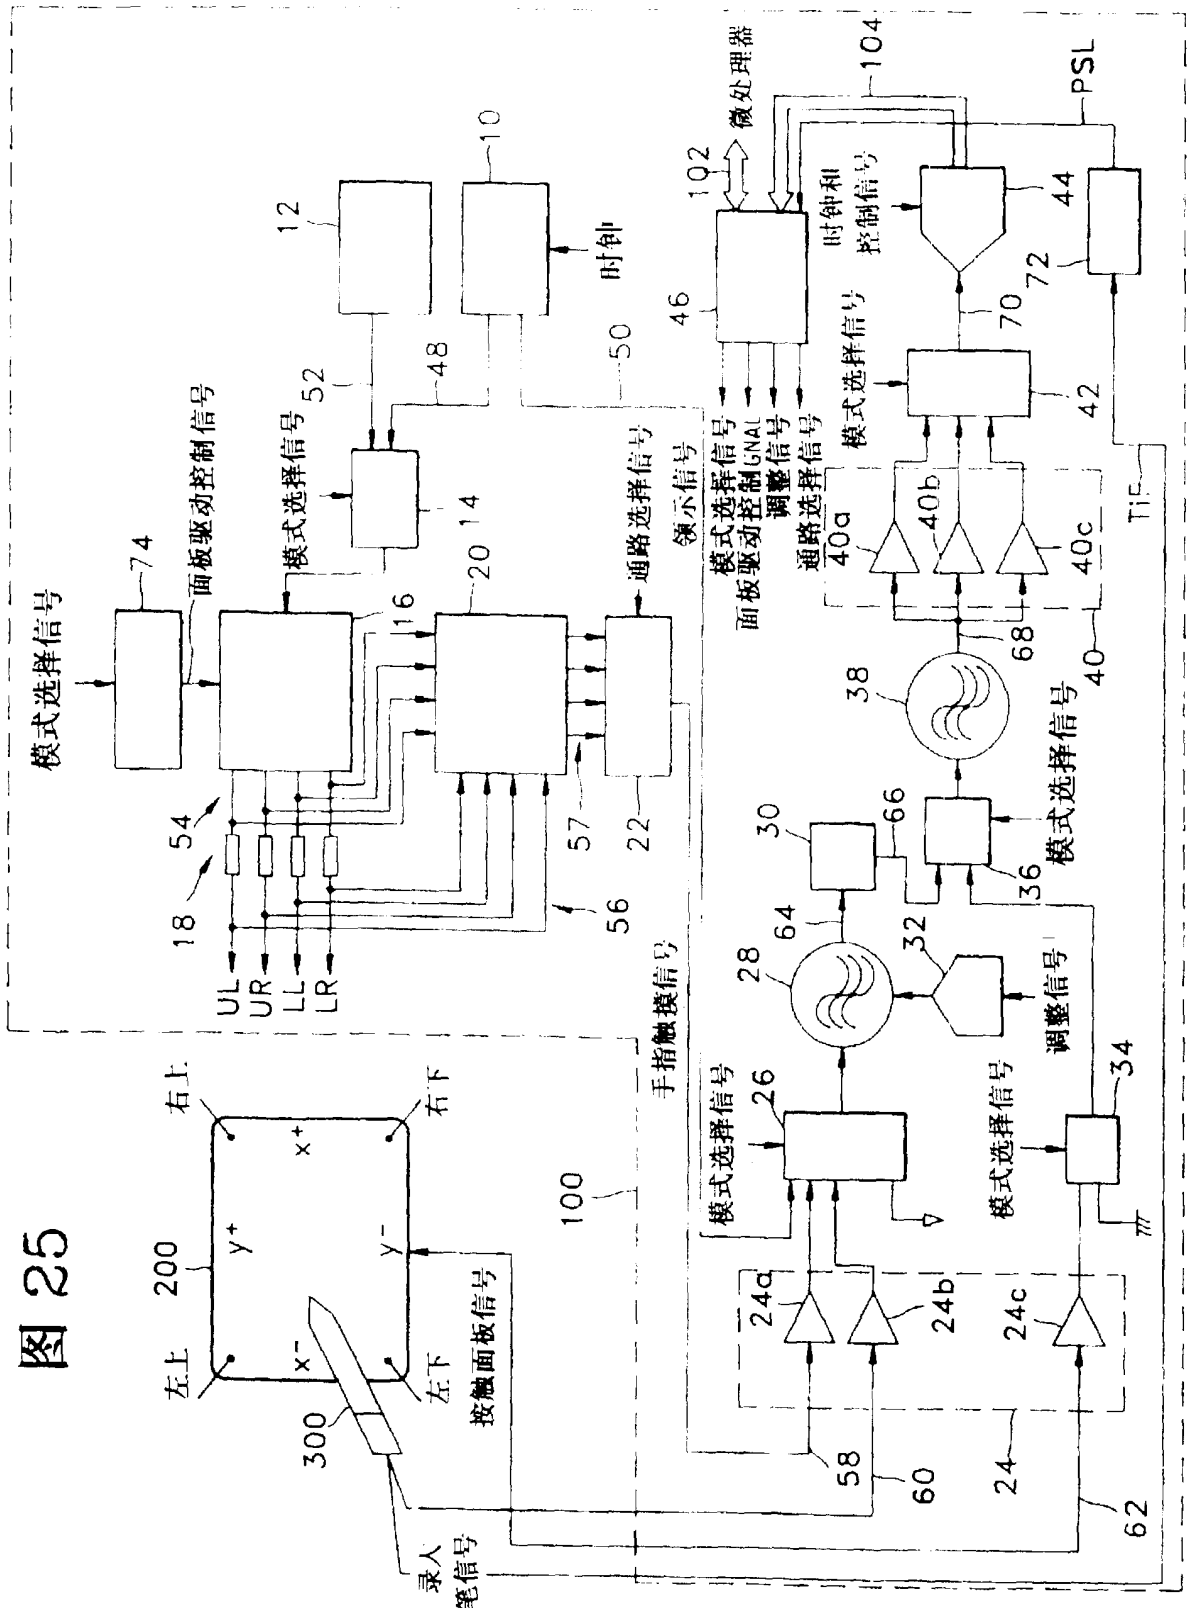 图 25
左上
右上
左下
右下
200
y+
x-
x+
y-
300
录入
笔信号
按触面板信号
100
模式选择信号
74
面板驱动控制信号
54
18
16
UL
UR
LL
LR
56
57
20
22
通路选择信号
模式选择信号
14
52
48
12
10
时钟
50
手指触摸信号
领示信号
46
102
微处理器
模式选择信号
面板驱动控制GNAL
调整信号
通路选择信号
104
PSL
时钟和
控制信号
44
72
70
模式选择信号
42
TiF
40a
40b
40c
40
68
38
模式选择信号
36
66
30
64
28
32
调整信号
34
模式选择信号
26
模式选择信号
24a
24b
24c
24
58
60
62